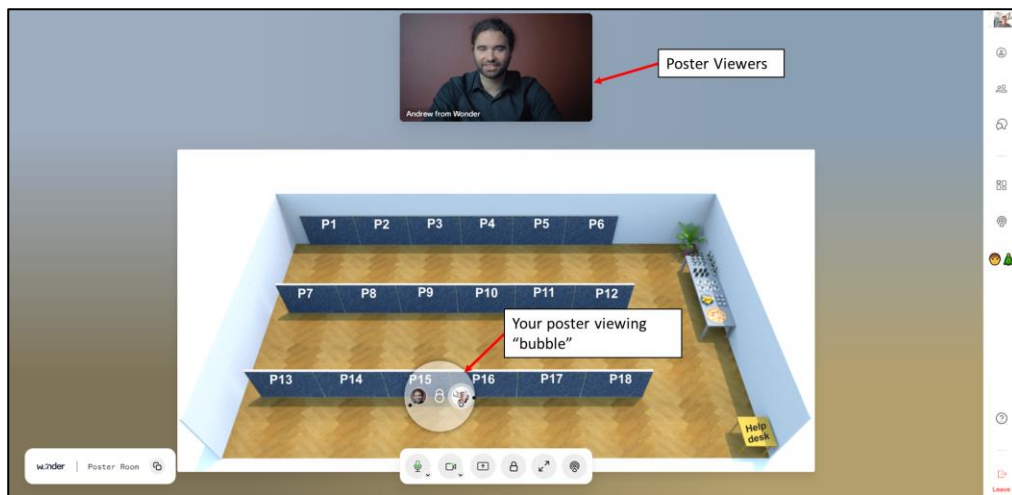 Poster Viewers
Andrew from Wonder
P1 P2 P3 P4 P5 P6
P7 P8 P9 P10 P11 P12
Your poster viewing
“bubble”
P13 P14 P15 P16 P17 P18
Help
desk
wonder | Poster Room
Leave